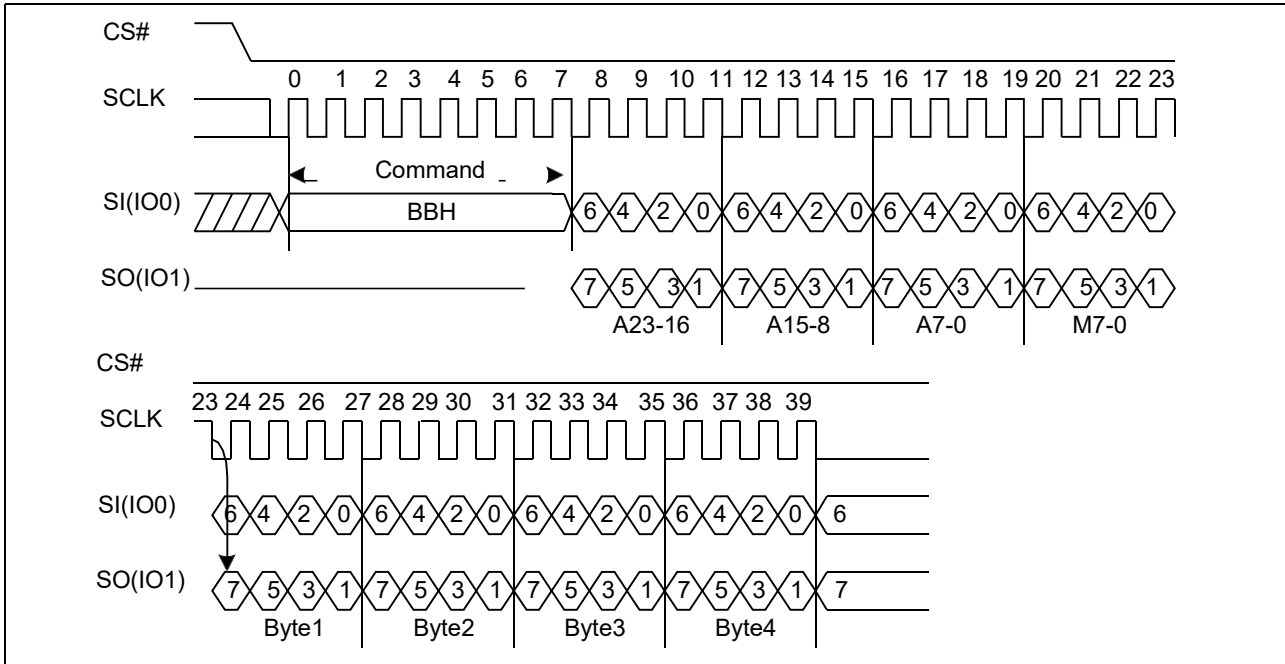 CS#
0 1 2 3 4 5 6 7 8 9 10 11 12 13 14 15 16 17 18 19 20 21 22 23
SCLK
Command
SI(IO0) BBH 6 4 2 0 6 4 2 0 6 4 2 0 6 4 2 0
SO(IO1) 7 5 3 1 7 5 3 1 7 5 3 1 7 5 3 1
A23-16 A15-8 A7-0 M7-0
CS#
23 24 25 26 27 28 29 30 31 32 33 34 35 36 37 38 39
SCLK
SI(IO0) 6 4 2 0 6 4 2 0 6 4 2 0 6 4 2 0 6
SO(IO1) 7 5 3 1 7 5 3 1 7 5 3 1 7 5 3 1 7
Byte1 Byte2 Byte3 Byte4